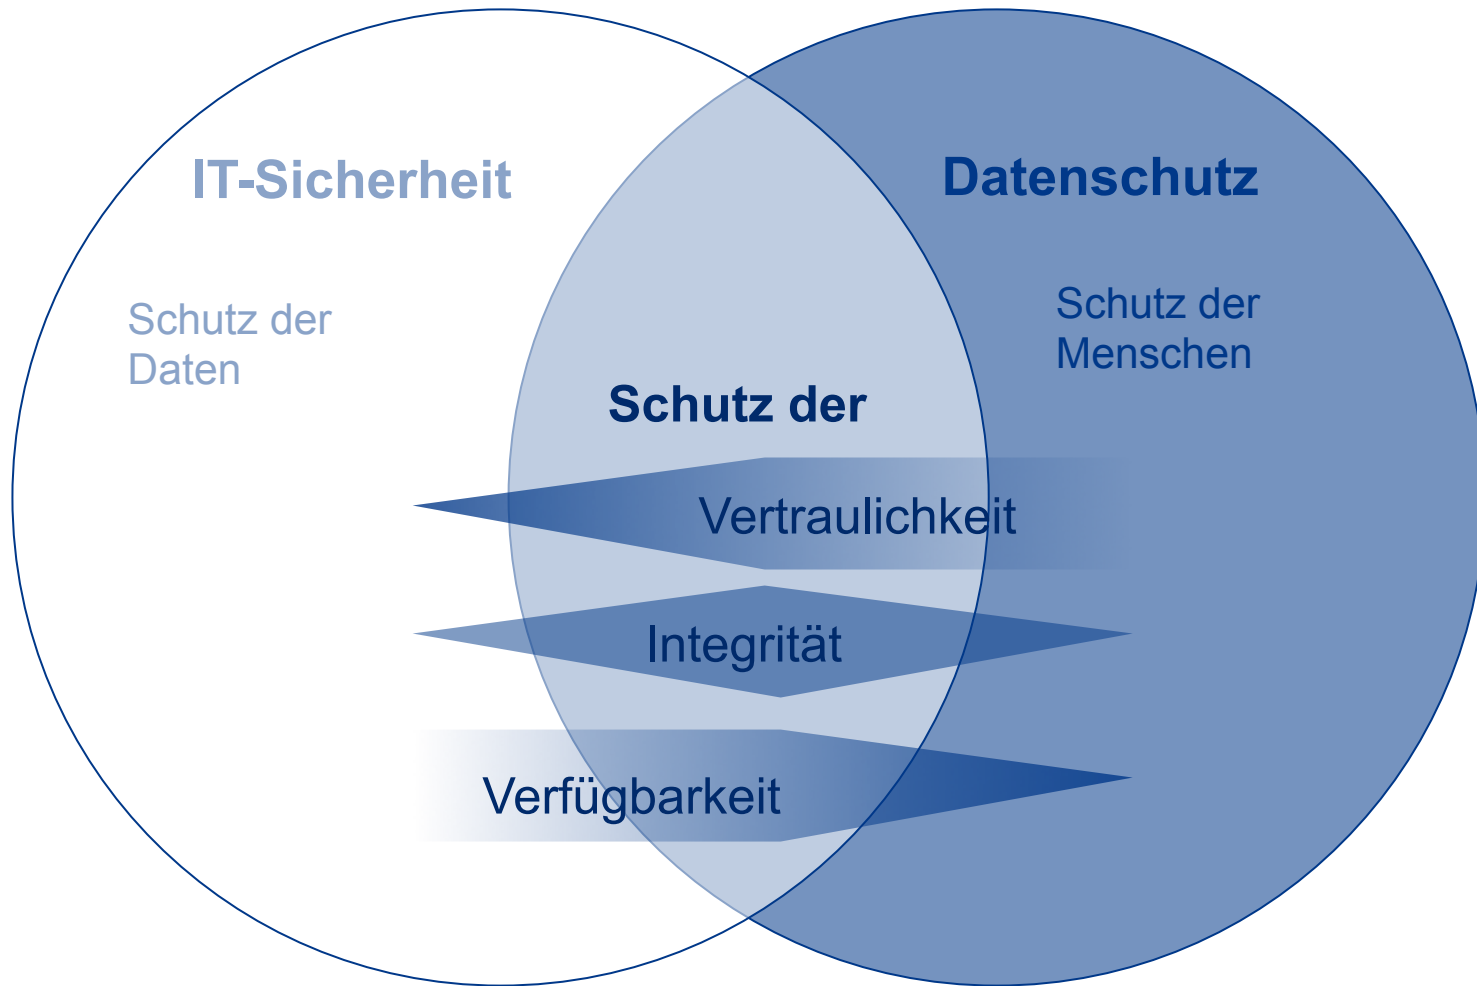 IT-Sicherheit
Schutz der
Daten
Datenschutz
Schutz der
Menschen
Schutz der
Vertraulichkeit
Integrität
Verfügbarkeit